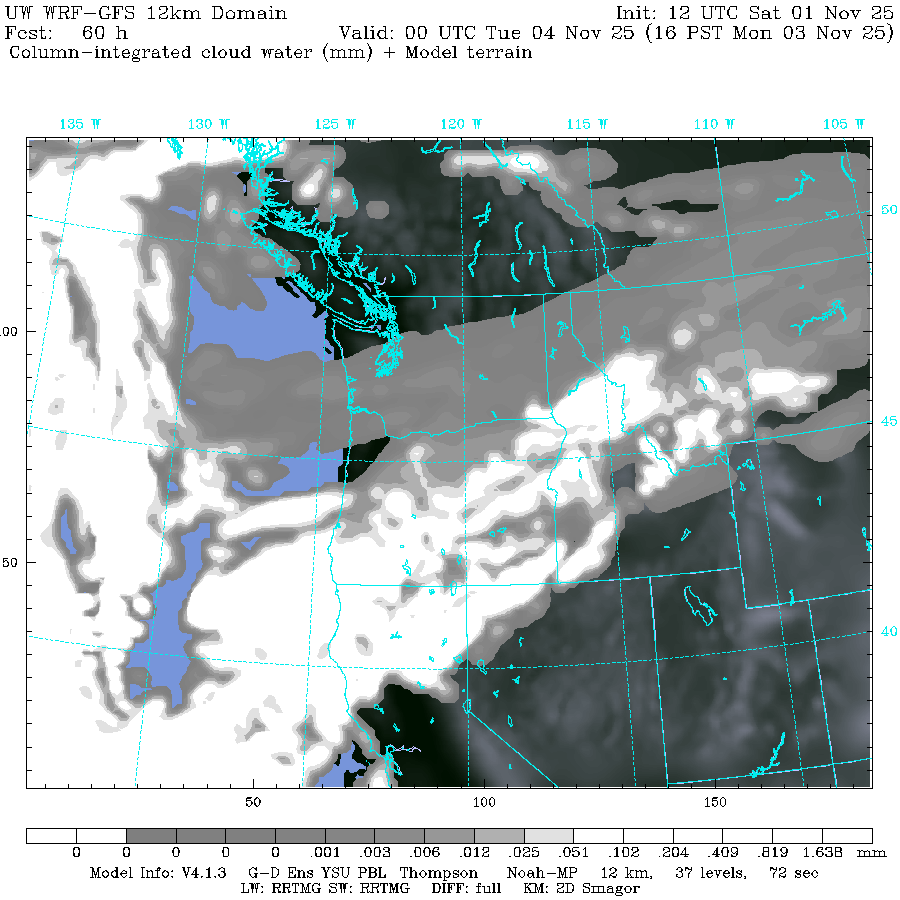 UW WRF-GFS 12km Domain Init: 12 UTC Sat 01 Nov 25
Fcst: 60 h Valid: 00 UTC Tue 04 Nov 25 (16 PST Mon 03 Nov 25)
Column-integrated cloud water (mm) + Model terrain
135 W 130 W 125 W 120 W 115 W 110 W 105 W
50
00
45
50
40
50 100 150
0 0 0 0 .001 .003 .006 .012 .025 .051 .102 .204 .409 .819 1.638 mm
Model Info: V4.1.3 G-D Ens YSU PBL Thompson Noah-MP 12 km, 37 levels, 72 sec
LW: RRTMG SW: RRTMG DIFF: full KM: 2D Smagor